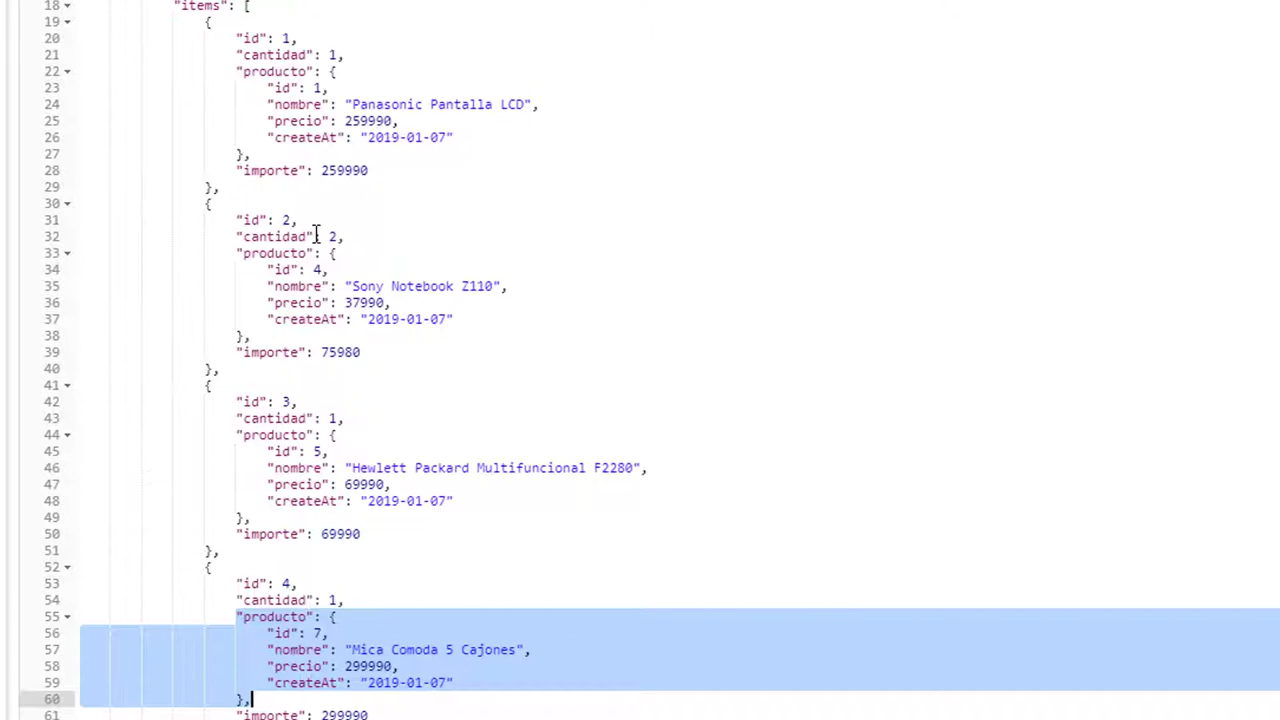 18 "items": [
19 {
20 "id": 1,
21 "cantidad": 1,
22 "producto": {
23 "id": 1,
24 "nombre": "Panasonic Pantalla LCD",
25 "precio": 259990,
26 "createAt": "2019-01-07"
27 },
28 "importe": 259990
29 },
30 {
31 "id": 2,
32 "cantidad": 2,
33 "producto": {
34 "id": 4,
35 "nombre": "Sony Notebook Z110",
36 "precio": 37990,
37 "createAt": "2019-01-07"
38 },
39 "importe": 75980
40 },
41 {
42 "id": 3,
43 "cantidad": 1,
44 "producto": {
45 "id": 5,
46 "nombre": "Hewlett Packard Multifuncional F2280",
47 "precio": 69990,
48 "createAt": "2019-01-07"
49 },
50 "importe": 69990
51 },
52 {
53 "id": 4,
54 "cantidad": 1,
55 "producto": {
56 "id": 7,
57 "nombre": "Mica Comoda 5 Cajones",
58 "precio": 299990,
59 "createAt": "2019-01-07"
60 },
61 "importe": 299990